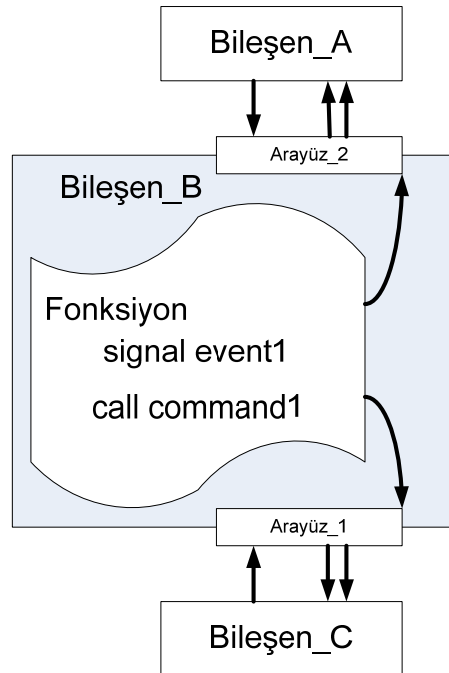 Bileşen_A
Arayüz_2
Bileşen_B
Fonksiyon
signal event1
call command1
Arayüz_1
Bileşen_C